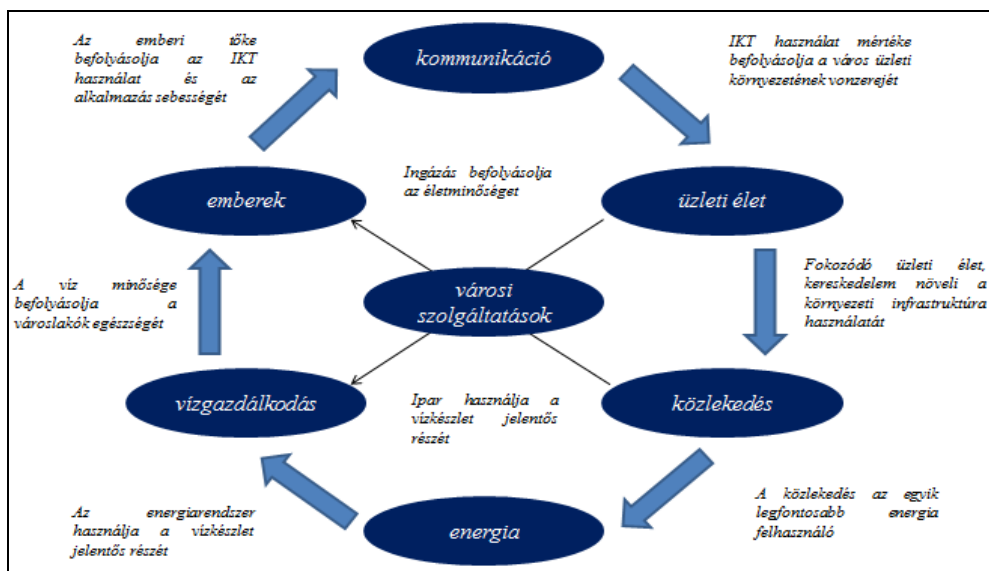 Az emberi tőke
befolyásolja az IKT
használat és az
alkalmazás sebességét
kommunikáció
IKT használat mértéke
befolyásolja a város üzleti
környezetének vonzerejét
emberek
Ingázás befolyásolja
az életminőséget
üzleti élet
A víz minősége
befolyásolja a
városlakók egészségét
városi
szolgáltatások
Fokozódó üzleti élet,
kereskedelem növeli a
környezeti infrastruktúra
használatát
vízgazdálkodás
Ipar használja a
vízkészlet jelentős
részét
közlekedés
Az energiarendszer
használja a vízkészlet
jelentős részét
energia
A közlekedés az egyik
legfontosabb energia
felhasználó